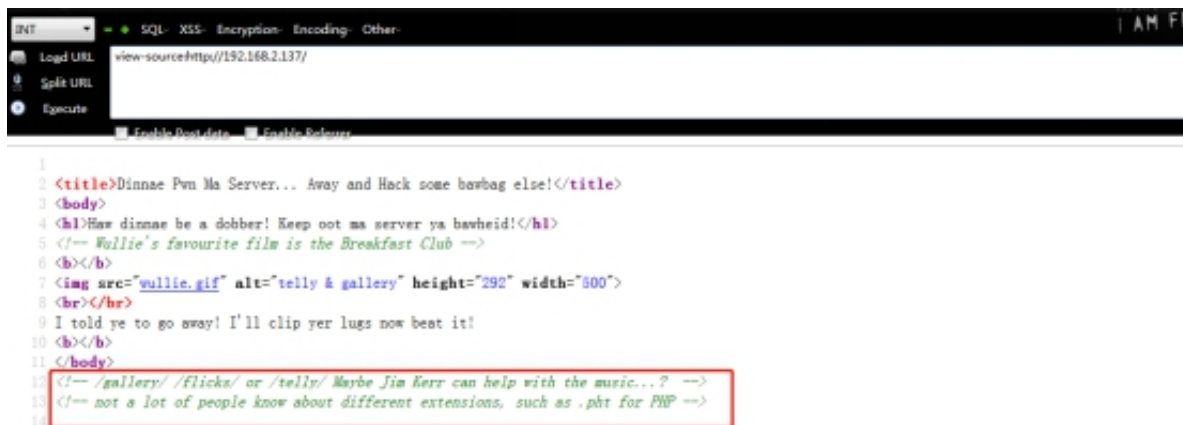 INT
SQL- XSS- Encryption- Encoding- Other-
I AM
Load URL
view-source:http://192.168.2.137/
Split URL
Execute
Enable Post data
Enable Referrer
1
2 <title>Dinnae Pwn Ma Server... Away and Hack some bawbag else!</title>
3 <body>
4 <h1>Haw dinnae be a dobber! Keep oot ma server ya bawheid!</h1>
5 <!-- Wullie's favourite film is the Breakfast Club -->
6 <b></b>
7 <img src="wullie.gif" alt="telly & gallery" height="292" width="500">
8 <br></br>
9 I told ye to go away! I'll clip yer lugs now beat it!
10 <b></b>
11 </body>
12 <!-- /gallery/ /flicks/ or /telly/ Maybe Jim Kerr can help with the music...? -->
13 <!-- not a lot of people know about different extensions, such as .pht for PHP -->
14